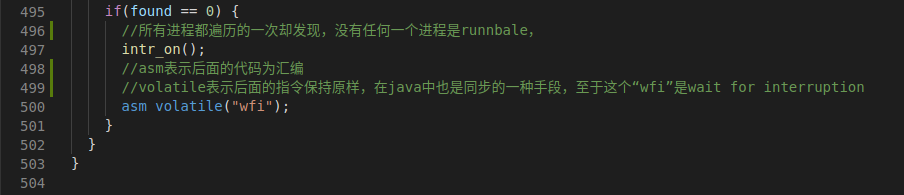 495 if(found == 0) {
496 //所有进程都遍历的一次却发现，没有任何一个进程是runnbale，
497 intr_on();
498 //asm表示后面的代码为汇编
499 //volatile表示后面的指令保持原样，在java中也是同步的一种手段，至于这个“wfi”是wait for interruption
500 asm volatile("wfi");
501 }
502 }
503 }
504